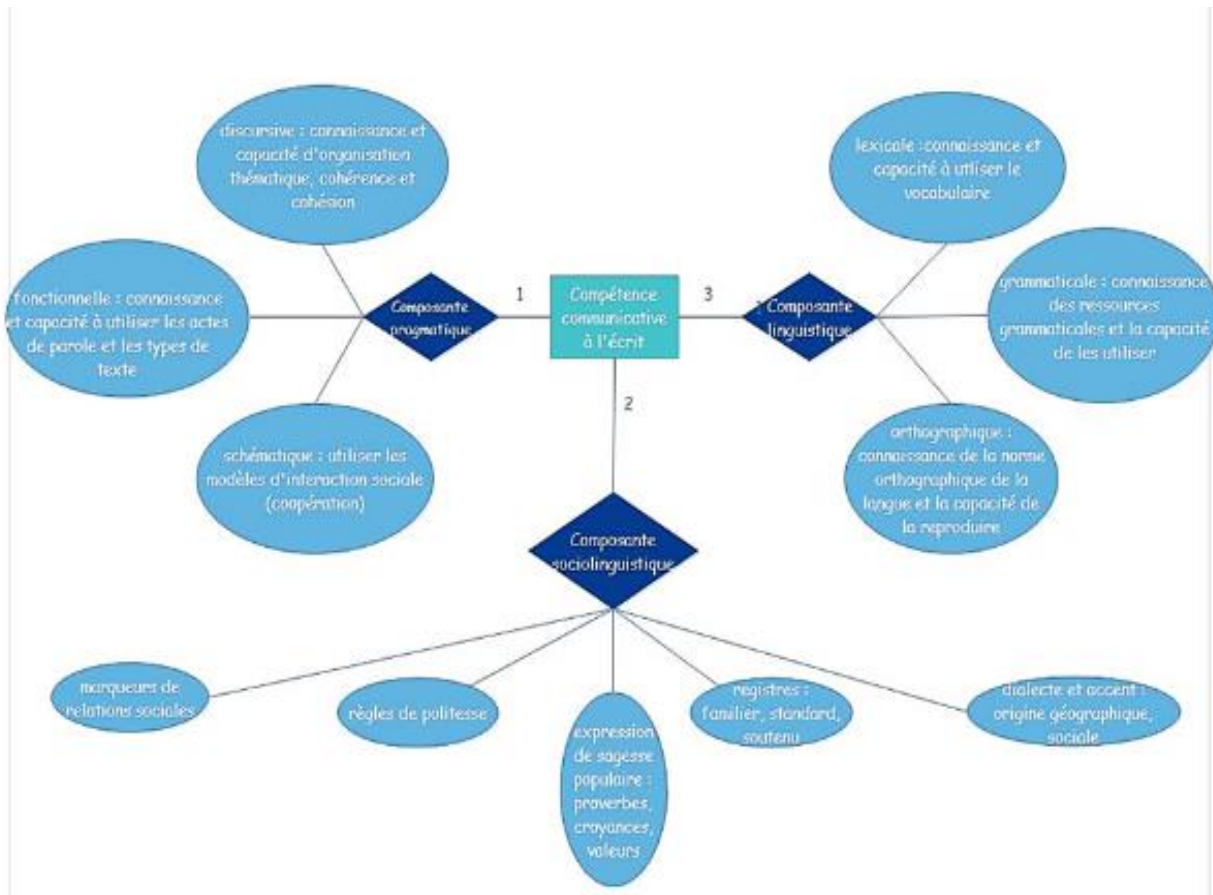 discursive : connaissance et
capacité d'organisation
thématique, cohérence et
cohésion
fonctionnelle : connaissance
et capacité à utiliser les actes
de parole et les types de
texte
schématique : utiliser les
modèles d'interaction sociale
(coopération)
Composante
pragmatique
1
Compétence
communicative
à l'écrit
3
Composante
linguistique
lexicale :connaissance et
capacité à utliser le
vocabulaire
grammaticale : connaissance
des ressources
grammaticales et la capacité
de les utiliser
orthographique :
connaissance de la norme
orthographique de la
langue et la capacité de
la reproduire
2
Composante
sociolinguistique
marqueurs de
relations sociales
règles de politesse
expression
de sagesse
populaire :
proverbes,
croyances,
valeurs
registres :
familier, standard,
soutenu
dialecte et accent :
origine géographique,
sociale